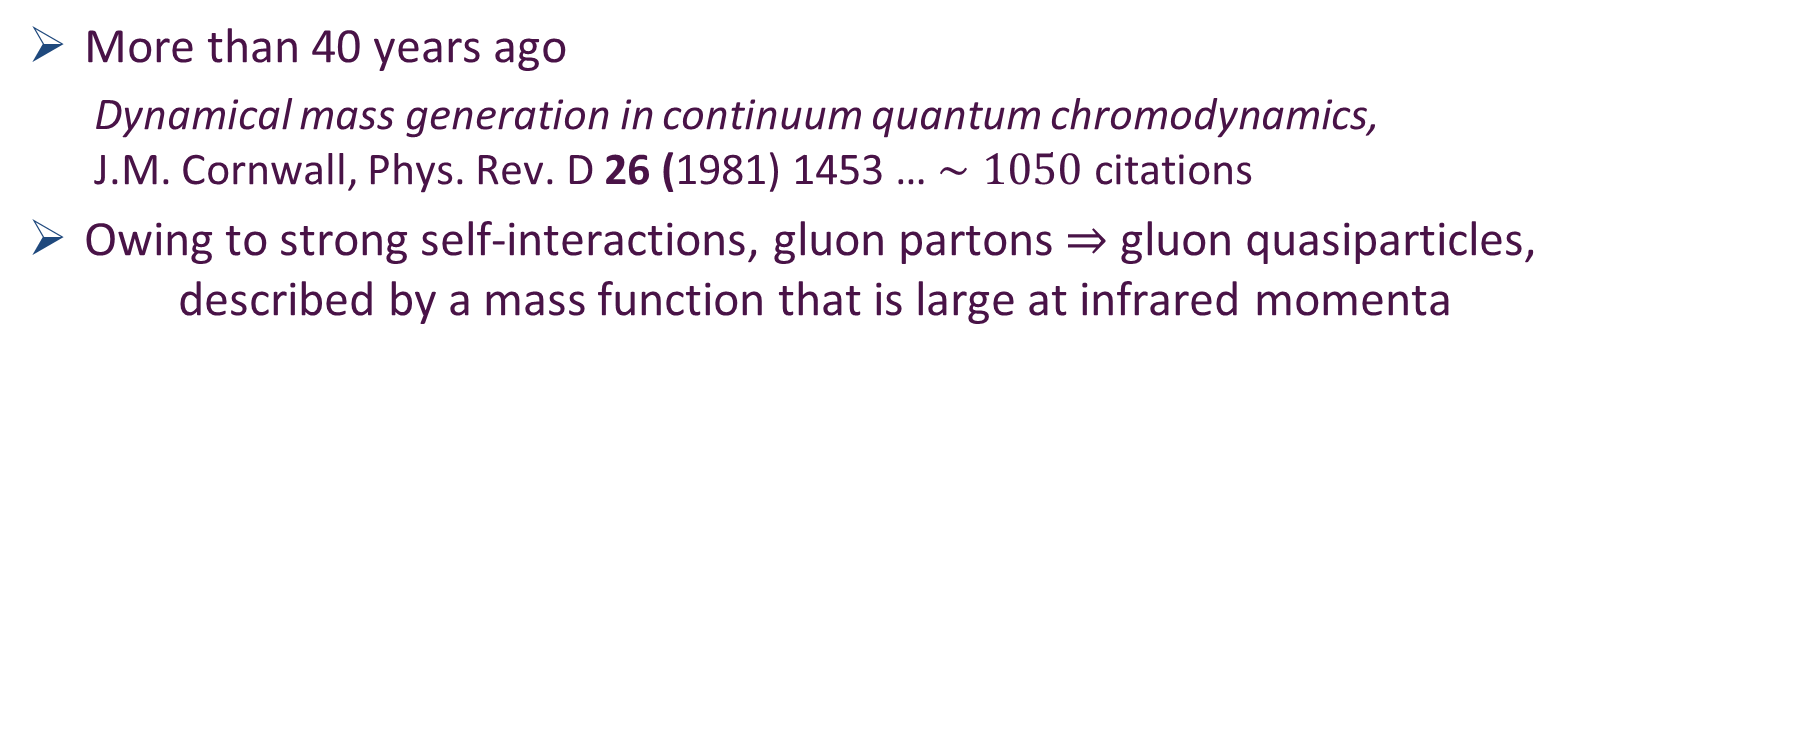 ➢ More than 40 years ago
Dynamical mass generation in continuum quantum chromodynamics,
J.M. Cornwall, Phys. Rev. D 26 (1981) 1453 … ∼ 1050 citations
➢ Owing to strong self-interactions, gluon partons ⇒ gluon quasiparticles,
described by a mass function that is large at infrared momenta